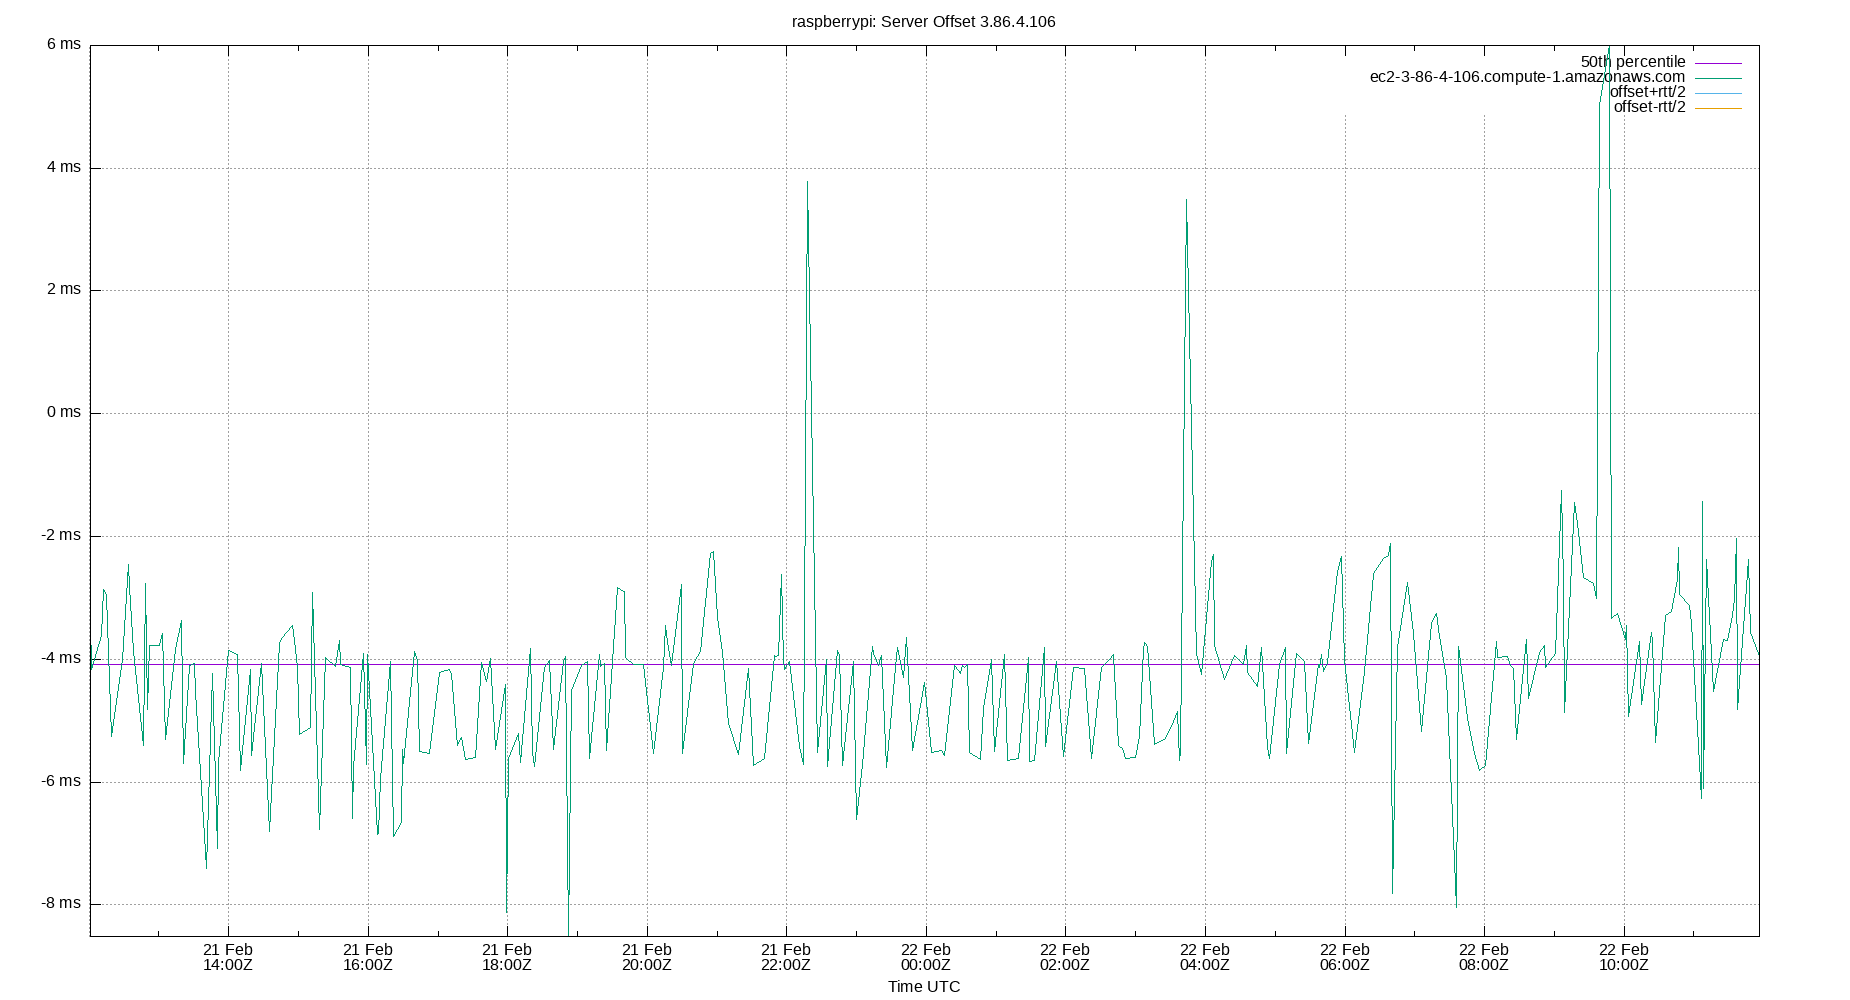 raspberrypi: Server Offset 3.86.4.106
6 ms
4 ms
2 ms
0 ms
-2 ms
-4 ms
-6 ms
-8 ms
50th percentile
ec2-3-86-4-106.compute-1.amazonaws.com
offset+rtt/2
offset-rtt/2
21 Feb 21 Feb 21 Feb 21 Feb 21 Feb 22 Feb 22 Feb 22 Feb 22 Feb 22 Feb 22 Feb
14:00Z 16:00Z 18:00Z 20:00Z 22:00Z 00:00Z 02:00Z 04:00Z 06:00Z 08:00Z 10:00Z
Time UTC